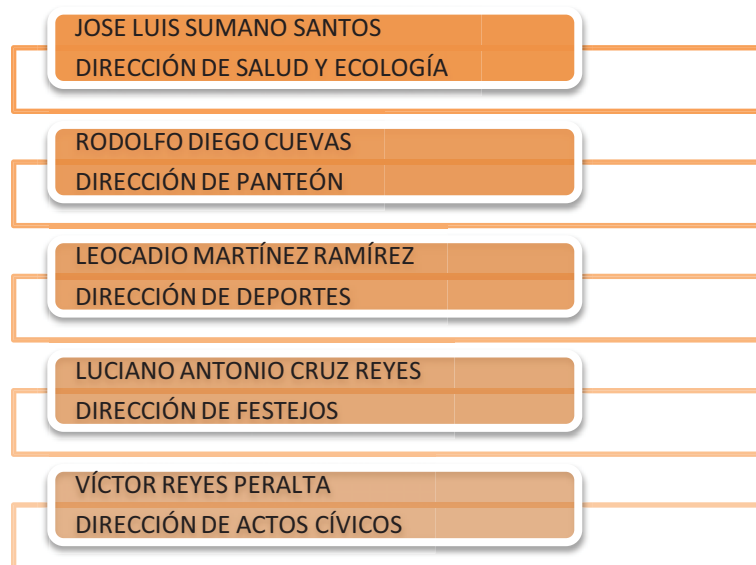 JOSE LUIS SUMANO SANTOS
DIRECCIÓN DE SALUD Y ECOLOGÍA
RODOLFO DIEGO CUEVAS
DIRECCIÓN DE PANTEÓN
LEOCADIO MARTÍNEZ RAMÍREZ
DIRECCIÓN DE DEPORTES
LUCIANO ANTONIO CRUZ REYES
DIRECCIÓN DE FESTEJOS
VÍCTOR REYES PERALTA
DIRECCIÓN DE ACTOS CÍVICOS